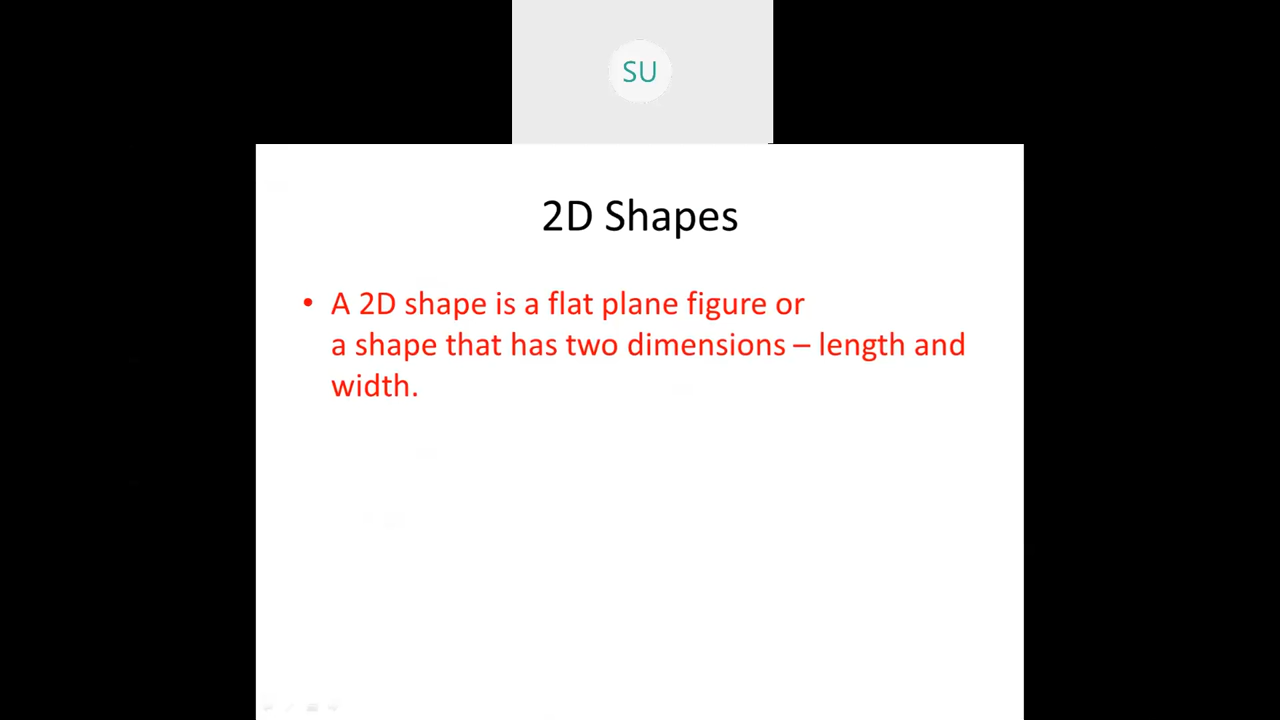 SU
2D Shapes
• A 2D shape is a flat plane figure or
a shape that has two dimensions – length and
width.